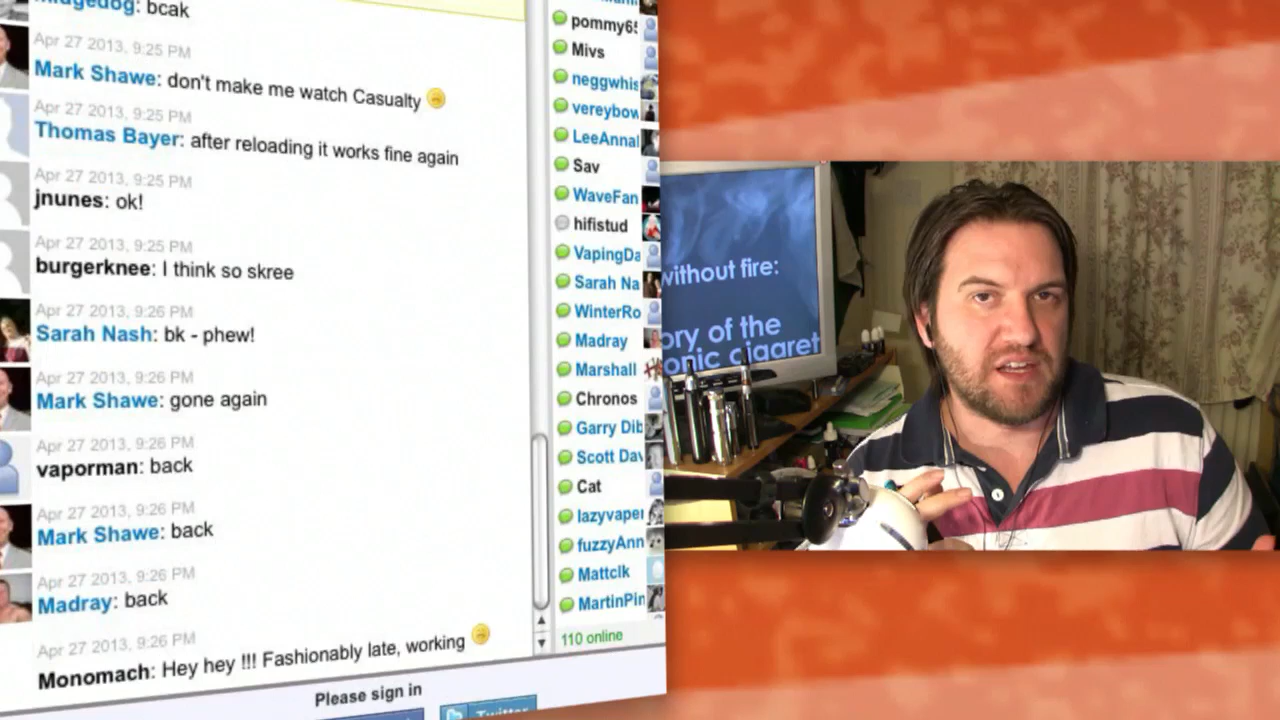 bcak
Apr 27 2013, 9:25 PM
Mark Shawe: don't make me watch Casualty
Apr 27 2013, 9:25 PM
Thomas Bayer: after reloading it works fine again
Apr 27 2013, 9:25 PM
jnunes: ok!
Apr 27 2013, 9:25 PM
burgerknee: I think so skree
Apr 27 2013, 9:26 PM
Sarah Nash: bk - phew!
Apr 27 2013, 9:26 PM
Mark Shawe: gone again
Apr 27 2013, 9:26 PM
vaporman: back
Apr 27 2013, 9:26 PM
Mark Shawe: back
Apr 27 2013, 9:26 PM
Madray: back
Apr 27 2013, 9:26 PM
Monomach: Hey hey !!! Fashionably late, working
Please sign in
Twitter
pommy65
Mivs
neggwhis
vereybow
LeeAnnal
Sav
WaveFan
hifistud
VapingDa
Sarah Na
WinterRo
Madray
Marshall
Chronos
Garry Dib
Scott Dav
Cat
lazyvaper
fuzzyAnn
Mattclk
MartinPin
110 online
without fire:
ory of the
onic cigaret